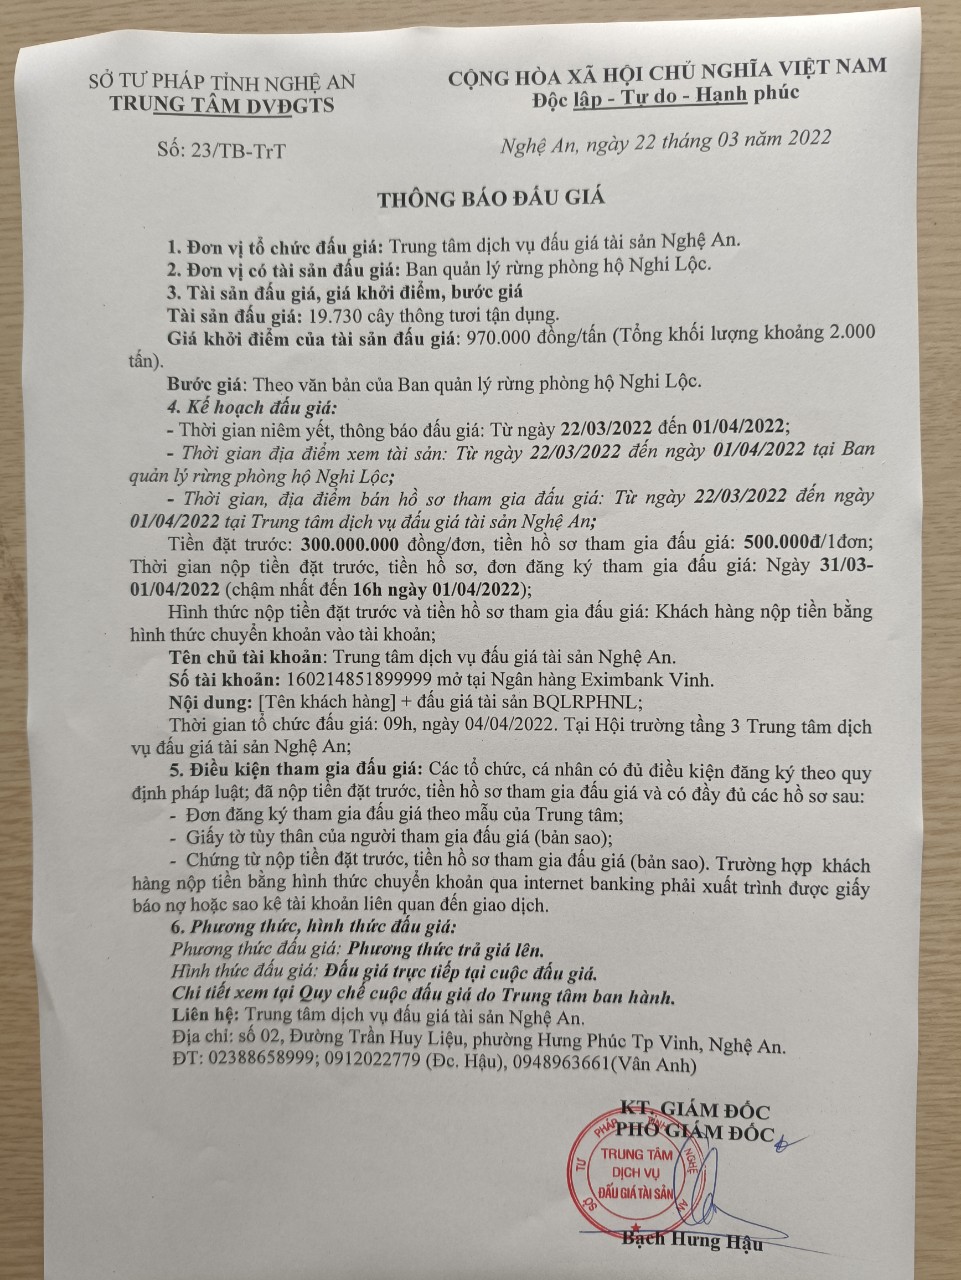 SỞ TƯ PHÁP TỈNH NGHỆ AN
TRUNG TÂM DVĐGTS
Số: 23/TB-TrT
CỘNG HÒA XÃ HỘI CHỦ NGHĨA VIỆT NAM
Độc lập - Tự do - Hạnh phúc
Nghệ An, ngày 22 tháng 03 năm 2022
THÔNG BÁO ĐẤU GIÁ
1. Đơn vị tổ chức đấu giá: Trung tâm dịch vụ đấu giá tài sản Nghệ An.
2. Đơn vị có tài sản đấu giá: Ban quản lý rừng phòng hộ Nghi Lộc.
3. Tài sản đấu giá, giá khởi điểm, bước giá
Tài sản đấu giá: 19.730 cây thông tươi tận dụng.
Giá khởi điểm của tài sản đấu giá: 970.000 đồng/tấn (Tổng khối lượng khoảng 2.000
tấn).
Bước giá: Theo văn bản của Ban quản lý rừng phòng hộ Nghi Lộc.
4. Kế hoạch đấu giá:
- Thời gian niêm yết, thông báo đấu giá: Từ ngày 22/03/2022 đến 01/04/2022;
- Thời gian địa điểm xem tài sản: Từ ngày 22/03/2022 đến ngày 01/04/2022 tại Ban
quản lý rừng phòng hộ Nghi Lộc;
- Thời gian, địa điểm bán hồ sơ tham gia đấu giá: Từ ngày 22/03/2022 đến ngày
01/04/2022 tại Trung tâm dịch vụ đấu giá tài sản Nghệ An;
Tiền đặt trước: 300.000.000 đồng/đơn, tiền hồ sơ tham gia đấu giá: 500.000đ/1đơn;
Thời gian nộp tiền đặt trước, tiền hồ sơ, đơn đăng ký tham gia đấu giá: Ngày 31/03-
01/04/2022 (chậm nhất đến 16h ngày 01/04/2022);
Hình thức nộp tiền đặt trước và tiền hồ sơ tham gia đấu giá: Khách hàng nộp tiền bằng
hình thức chuyển khoản vào tài khoản;
Tên chủ tài khoản: Trung tâm dịch vụ đấu giá tài sản Nghệ An.
Số tài khoản: 160214851899999 mở tại Ngân hàng Eximbank Vinh.
Nội dung: [Tên khách hàng] + đấu giá tài sản BQLRPHNL;
Thời gian tổ chức đấu giá: 09h, ngày 04/04/2022. Tại Hội trường tầng 3 Trung tâm dịch
vụ đấu giá tài sản Nghệ An;
5. Điều kiện tham gia đấu giá: Các tổ chức, cá nhân có đủ điều kiện đăng ký theo quy
định pháp luật; đã nộp tiền đặt trước, tiền hồ sơ tham gia đấu giá và có đầy đủ các hồ sơ sau:
- Đơn đăng ký tham gia đấu giá theo mẫu của Trung tâm;
- Giấy tờ tùy thân của người tham gia đấu giá (bản sao);
- Chứng từ nộp tiền đặt trước, tiền hồ sơ tham gia đấu giá (bản sao). Trường hợp khách
hàng nộp tiền bằng hình thức chuyển khoản qua internet banking phải xuất trình được giấy
báo nợ hoặc sao kê tài khoản liên quan đến giao dịch.
6. Phương thức, hình thức đấu giá:
Phương thức đấu giá: Phương thức trả giá lên.
Hình thức đấu giá: Đấu giá trực tiếp tại cuộc đấu giá.
Chi tiết xem tại Quy chế cuộc đấu giá do Trung tâm ban hành.
Liên hệ: Trung tâm dịch vụ đấu giá tài sản Nghệ An.
Địa chỉ: số 02, Đường Trần Huy Liệu, phường Hưng Phúc Tp Vinh, Nghệ An.
ĐT: 02388658999; 0912022779 (Đc. Hậu), 0948963661(Vân Anh)
KT. GIÁM ĐỐC
PHÓ GIÁM ĐỐC
SỞ TƯ PHÁP TỈNH NGHỆ AN
TRUNG TÂM
DỊCH VỤ
ĐẤU GIÁ TÀI SẢN
Bạch Hưng Hậu